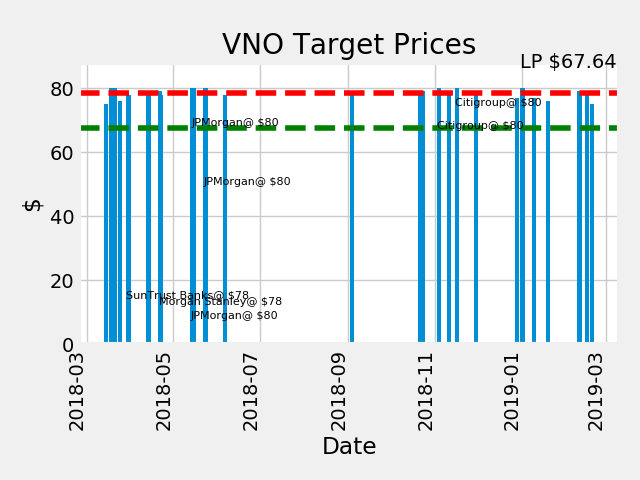 VNO Target Prices
LP $67.64
80
60
40
20
0
$
Citigroup@ $80
JPMorgan@ $80
Citigroup@ $80
JPMorgan@ $80
SunTrust Banks@ $78
Morgan Stanley@ $78
JPMorgan@ $80
2018-03
2018-05
2018-07
2018-09
2018-11
2019-01
2019-03
Date